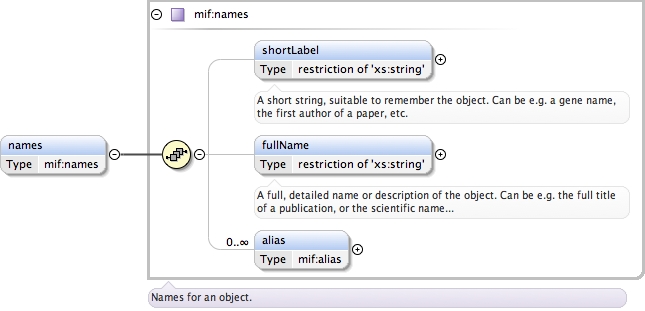 mif:names
shortLabel
Type restriction of 'xs:string'
A short string, suitable to remember the object. Can be e.g. a gene name,
the first author of a paper, etc.
names
Type mif:names
fullName
Type restriction of 'xs:string'
A full, detailed name or description of the object. Can be e.g. the full title
of a publication, or the scientific name...
0..∞
alias
Type mif:alias
Names for an object.